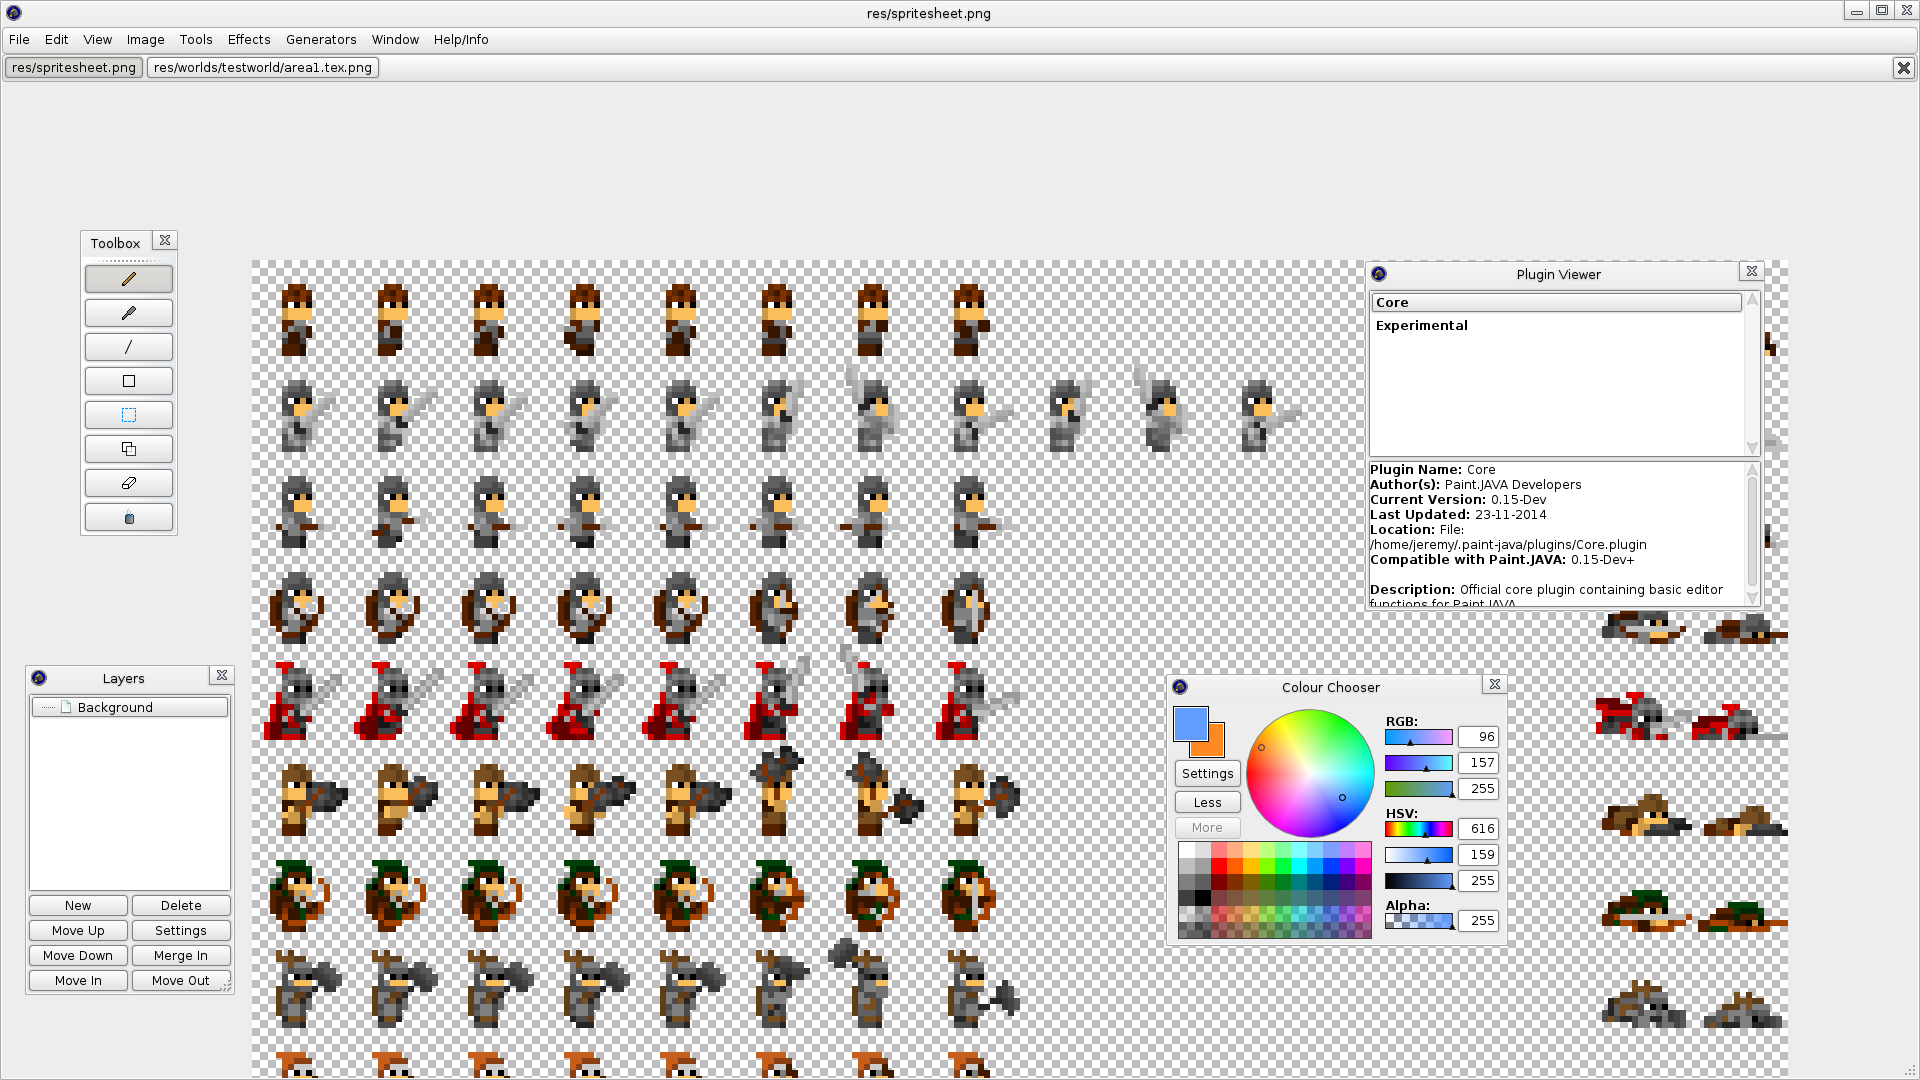 res/spritesheet.png
File Edit View Image Tools Effects Generators Window Help/Info
res/spritesheet.png res/worlds/testworld/area1.tex.png
Toolbox
Plugin Viewer
Core
Experimental
Plugin Name: Core
Author(s): Paint.JAVA Developers
Current Version: 0.15-Dev
Last Updated: 23-11-2014
Location: File:
/home/jeremy/.paint-java/plugins/Core.plugin
Compatible with Paint.JAVA: 0.15-Dev+
Description: Official core plugin containing basic editor
functions for Paint.JAVA
Layers
Background
New Delete
Move Up Settings
Move Down Merge In
Move In Move Out
Colour Chooser
Settings
Less
More
RGB:
96
157
255
HSV:
616
159
255
Alpha:
255